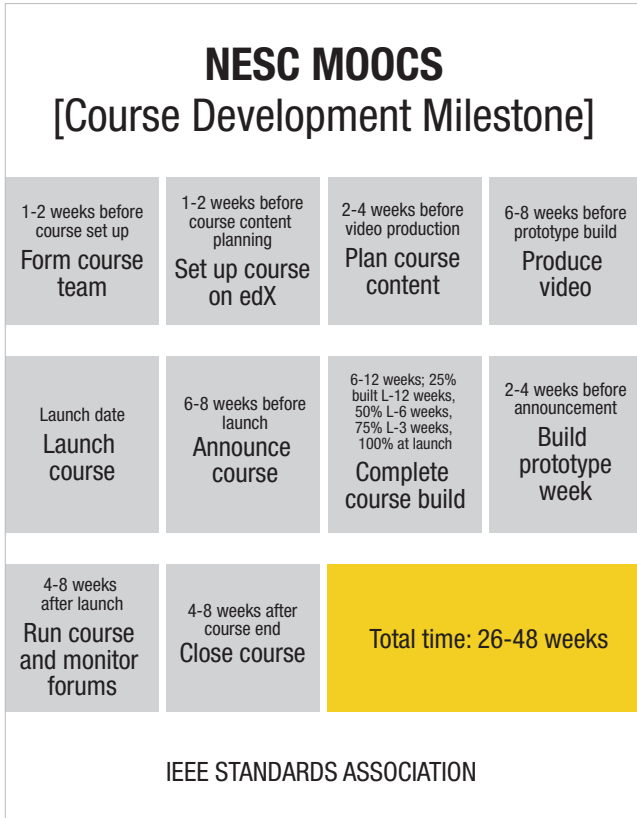 NESC MOOCS
[Course Development Milestone]
1-2 weeks before
course set up
Form course
team
1-2 weeks before
course content
planning
Set up course
on edX
2-4 weeks before
video production
Plan course
content
6-8 weeks before
prototype build
Produce
video
Launch date
Launch
course
6-8 weeks before
launch
Announce
course
6-12 weeks; 25%
built L-12 weeks,
50% L-6 weeks,
75% L-3 weeks,
100% at launch
Complete
course build
2-4 weeks before
announcement
Build
prototype
week
4-8 weeks
after launch
Run course
and monitor
forums
4-8 weeks after
course end
Close course
Total time: 26-48 weeks
IEEE STANDARDS ASSOCIATION